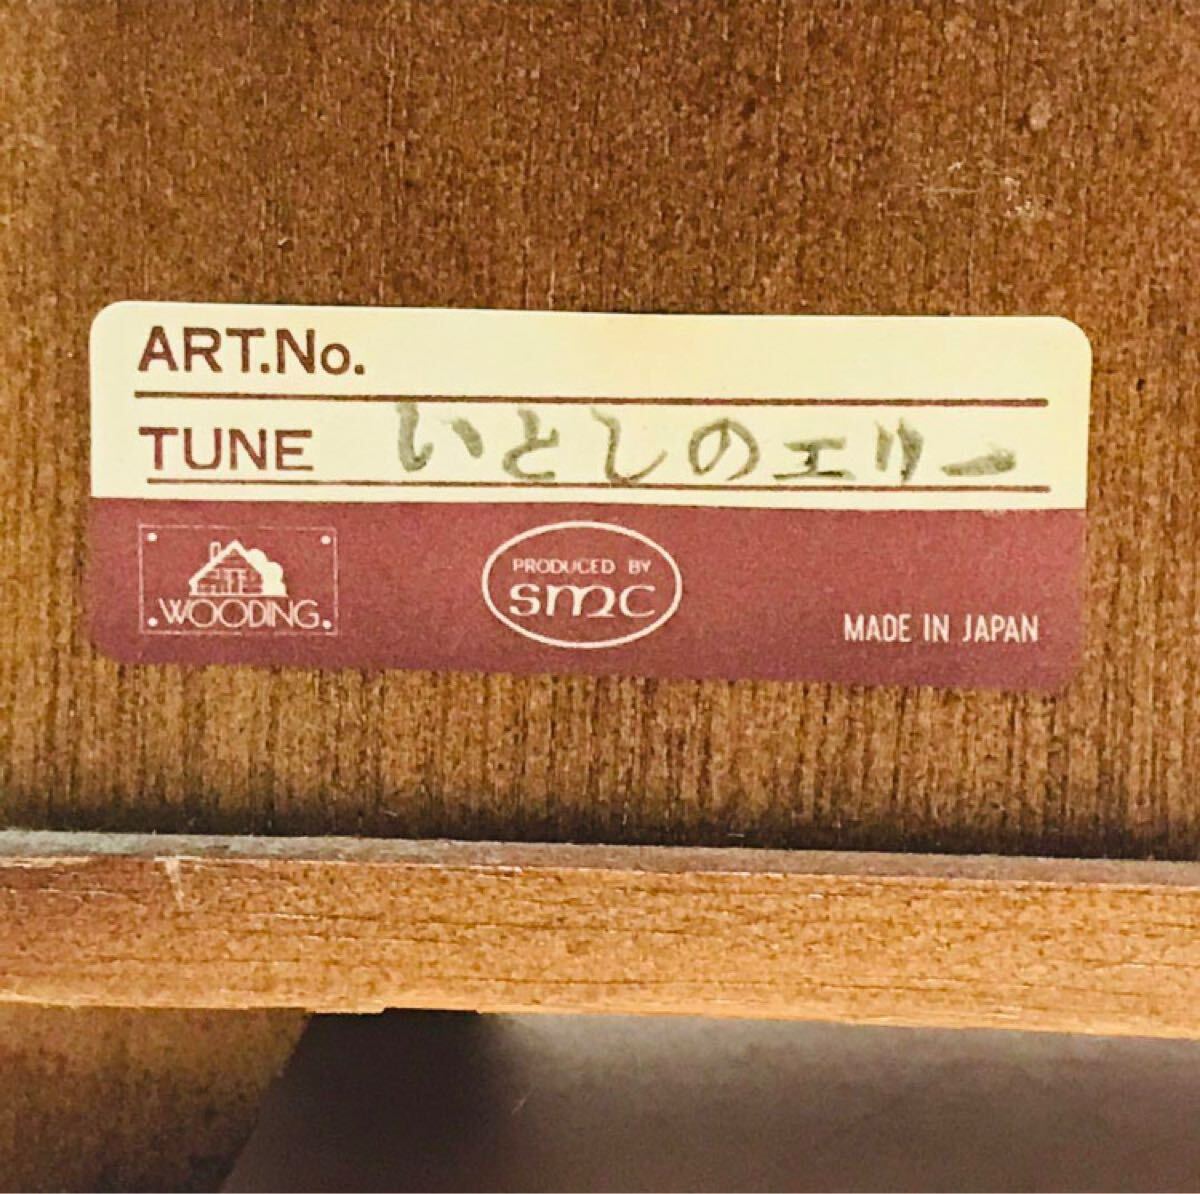 ART.No.
TUNE いとしのエリー
WOODING
PRODUCED BY
smc
MADE IN JAPAN